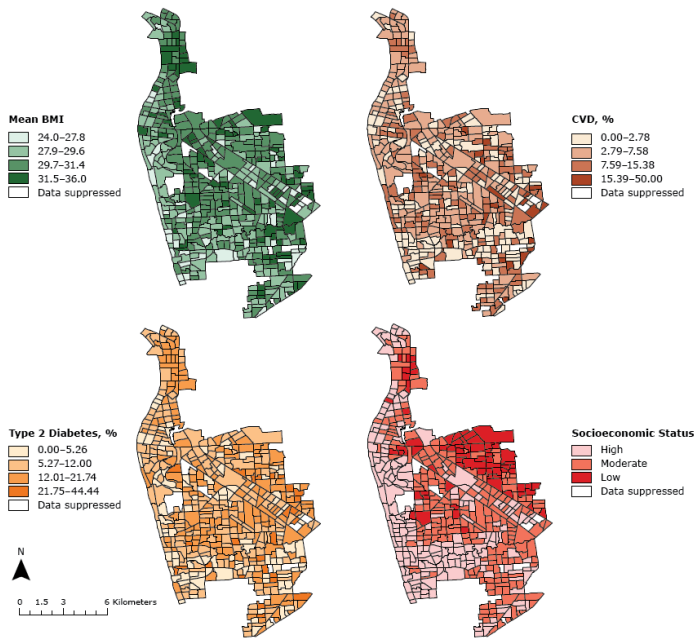 Mean BMI
24.0–27.8
27.9–29.6
29.7–31.4
31.5–36.0
Data suppressed
CVD, %
0.00–2.78
2.79–7.58
7.59–15.38
15.39–50.00
Data suppressed
Type 2 Diabetes, %
0.00–5.26
5.27–12.00
12.01–21.74
21.75–44.44
Data suppressed
Socioeconomic Status
High
Moderate
Low
Data suppressed
N
0 1.5 3 6 Kilometers